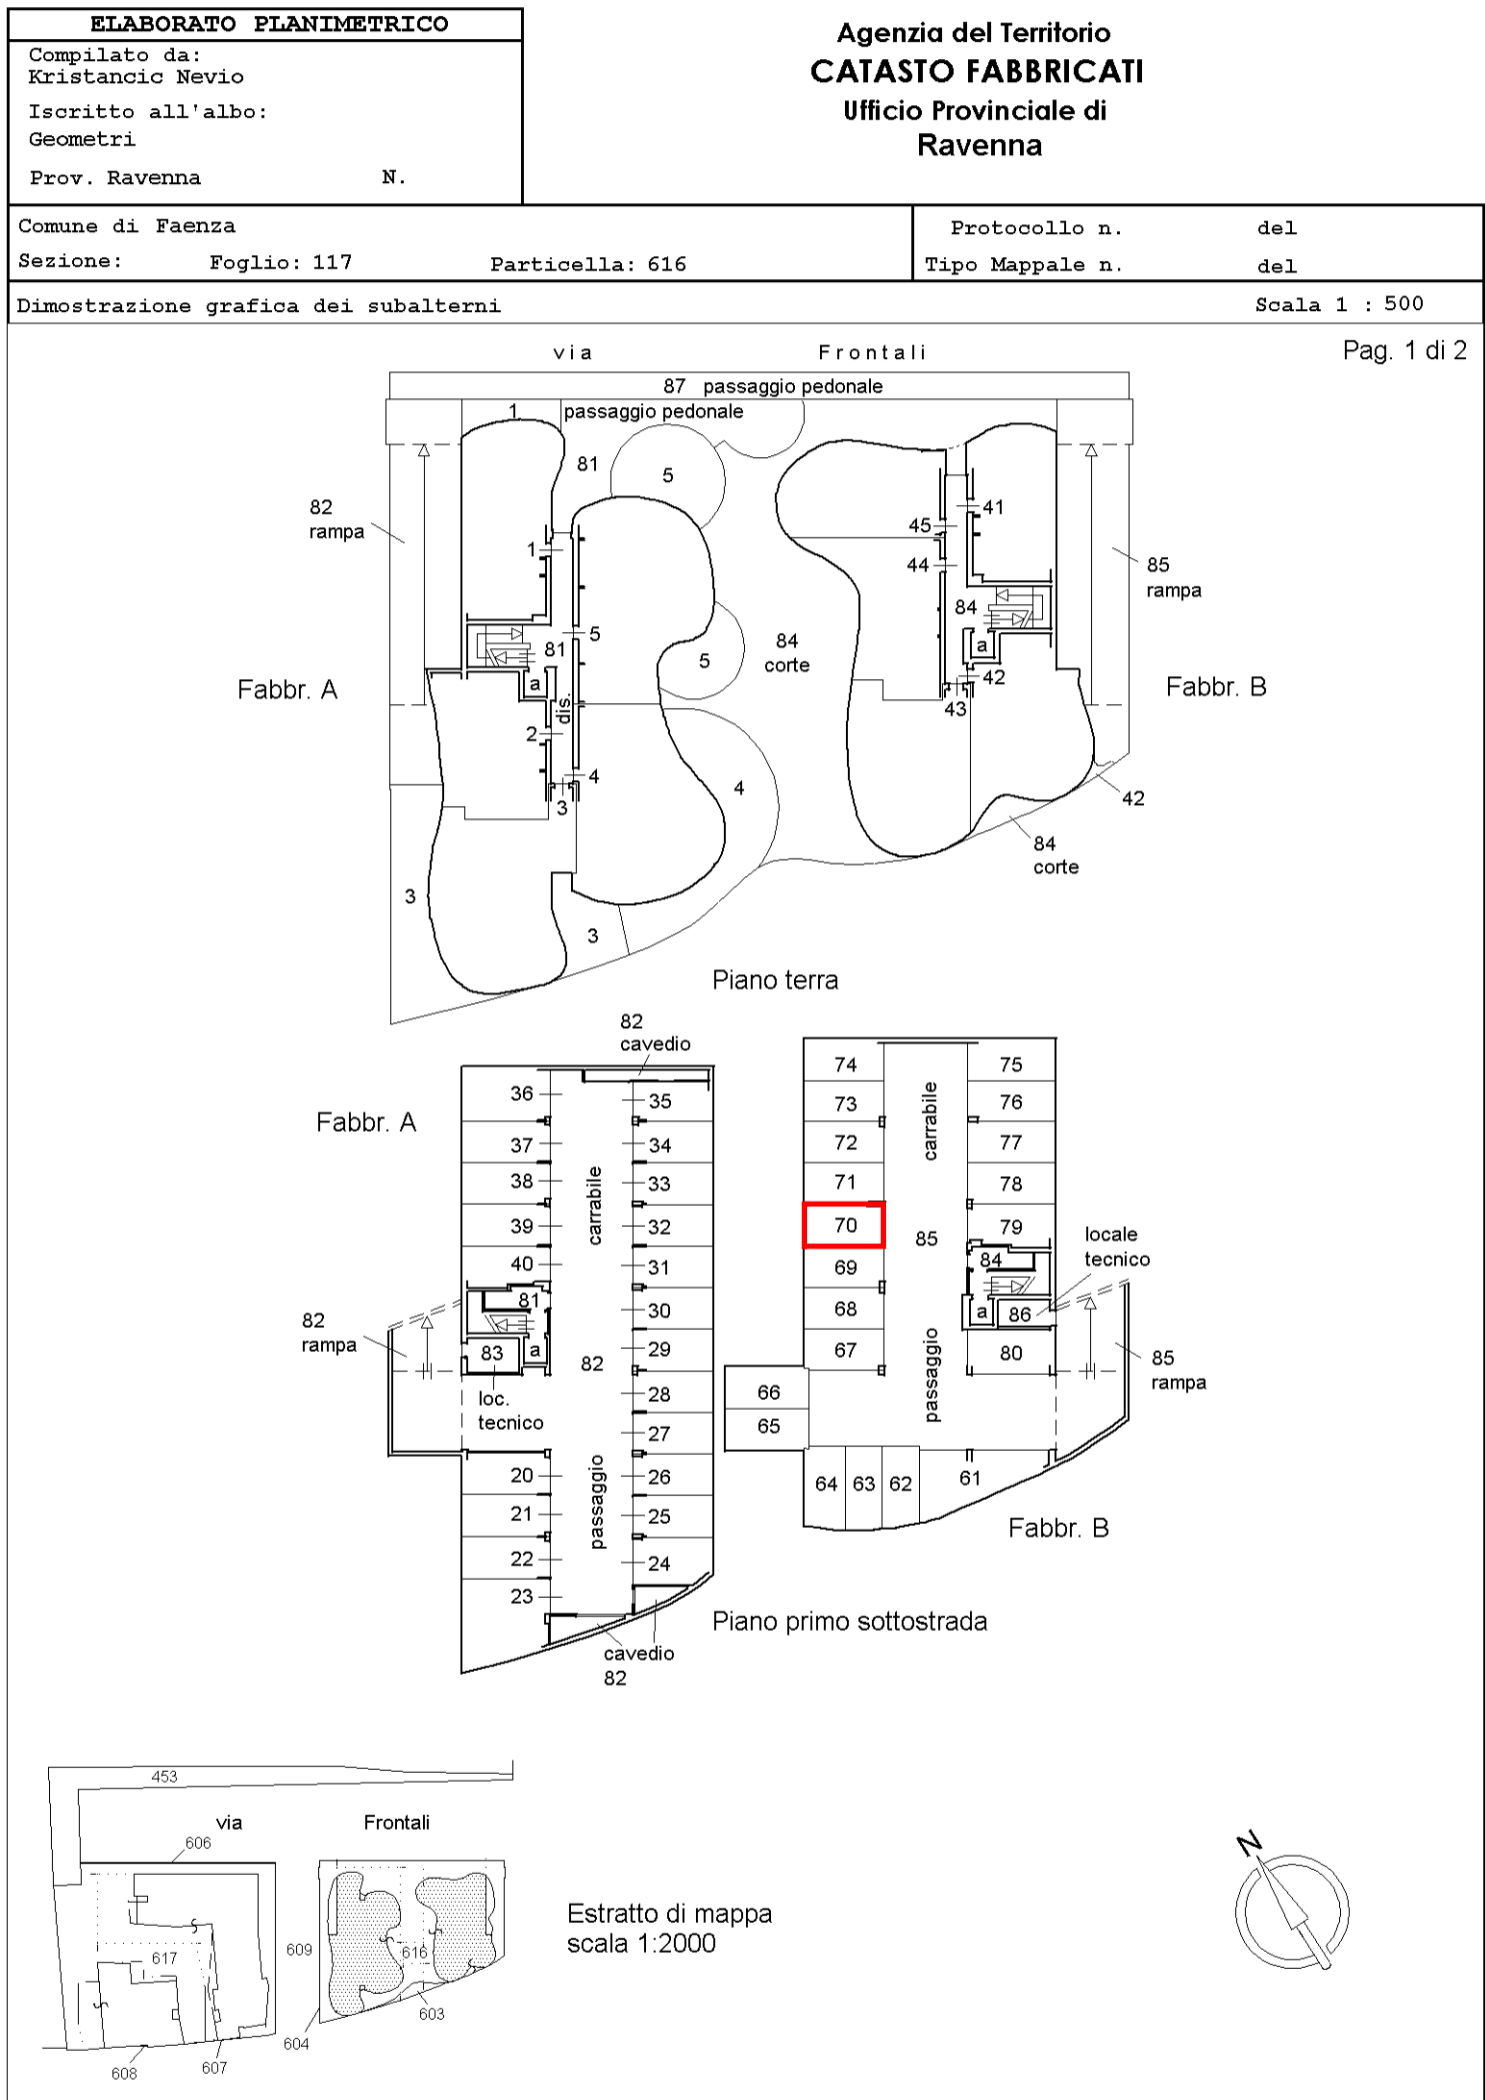 ELABORATO PLANIMETRICO
Compilato da:
Kristancic Nevio
Iscritto all'albo:
Geometri
Prov. Ravenna N.
Agenzia del Territorio
CATASTO FABBRICATI
Ufficio Provinciale di
Ravenna
Comune di Faenza
Sezione: Foglio: 117 Particella: 616
Protocollo n. del
Tipo Mappale n. del
Dimostrazione grafica dei subalterni
Scala 1 : 500
via Frontali
Pag. 1 di 2
87 passaggio pedonale
1 passaggio pedonale
81
5
82
rampa
1
5
81
a
dis.
2
4
3
5
4
3
3
Fabbr. A
84
corte
45
41
44
84
a
42
43
85
rampa
Fabbr. B
42
84
corte
Piano terra
82
cavedio
Fabbr. A
36
35
37
34
38
33
39
32
40
31
81
30
82
rampa
83
a
29
82
28
loc.
tecnico
27
20
26
21
25
22
24
23
carrabile
passaggio
cavedio
82
74
75
73
76
72
77
71
78
70
79
85
69
84
locale
tecnico
68
a
86
67
80
66
65
85
rampa
64
63
62
61
carrabile
passaggio
Fabbr. B
Piano primo sottostrada
453
via Frontali
606
617
609
616
603
604
608
607
Estratto di mappa
scala 1:2000
N